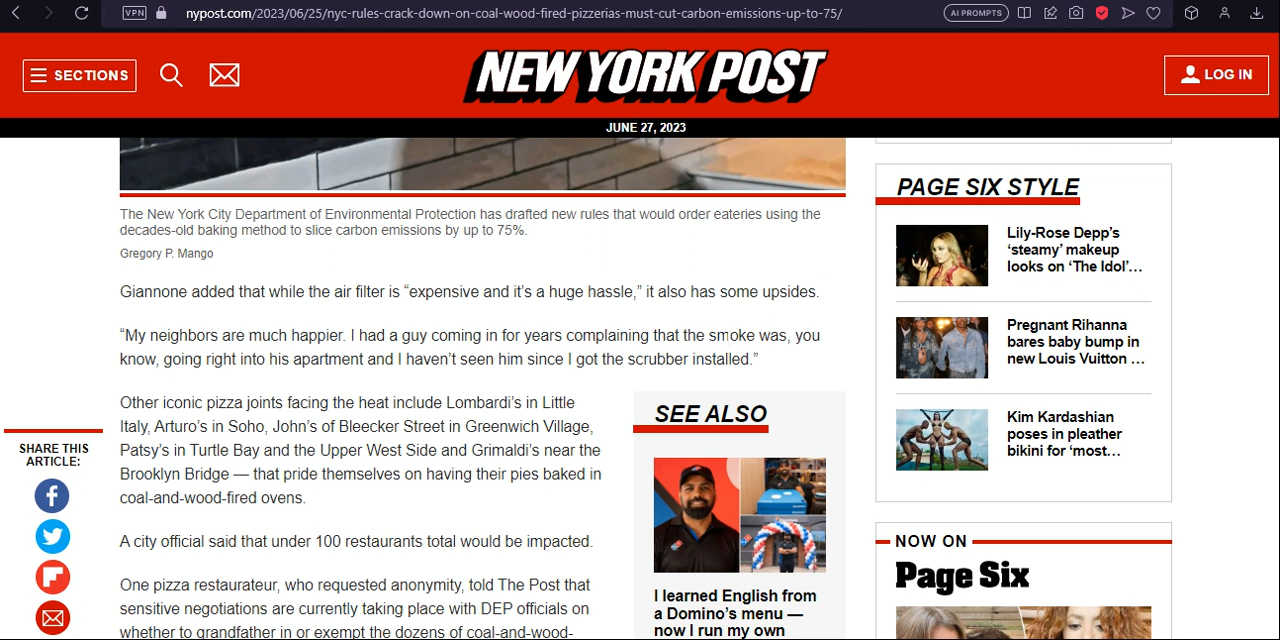 VPN
nypost.com/2023/06/25/nyc-rules-crack-down-on-coal-wood-fired-pizzerias-must-cut-carbon-emissions-up-to-75/
AI PROMPTS
SECTIONS
NEW YORK POST
LOG IN
JUNE 27, 2023
The New York City Department of Environmental Protection has drafted new rules that would order eateries using the
decades-old baking method to slice carbon emissions by up to 75%.
Gregory P. Mango
Giannone added that while the air filter is “expensive and it’s a huge hassle,” it also has some upsides.
“My neighbors are much happier. I had a guy coming in for years complaining that the smoke was, you
know, going right into his apartment and I haven’t seen him since I got the scrubber installed.”
Other iconic pizza joints facing the heat include Lombardi’s in Little
Italy, Arturo’s in Soho, John’s of Bleecker Street in Greenwich Village,
Patsy’s in Turtle Bay and the Upper West Side and Grimaldi’s near the
Brooklyn Bridge — that pride themselves on having their pies baked in
coal-and-wood-fired ovens.
A city official said that under 100 restaurants total would be impacted.
One pizza restaurateur, who requested anonymity, told The Post that
sensitive negotiations are currently taking place with DEP officials on
whether to grandfather in or exempt the dozens of coal-and-wood-
SHARE THIS
ARTICLE:
SEE ALSO
I learned English from
a Domino’s menu —
now I run my own
PAGE SIX STYLE
Lily-Rose Depp’s
‘steamy’ makeup
looks on ‘The Idol’...
Pregnant Rihanna
bares baby bump in
new Louis Vuitton ...
Kim Kardashian
poses in pleather
bikini for ‘most...
NOW ON
Page Six